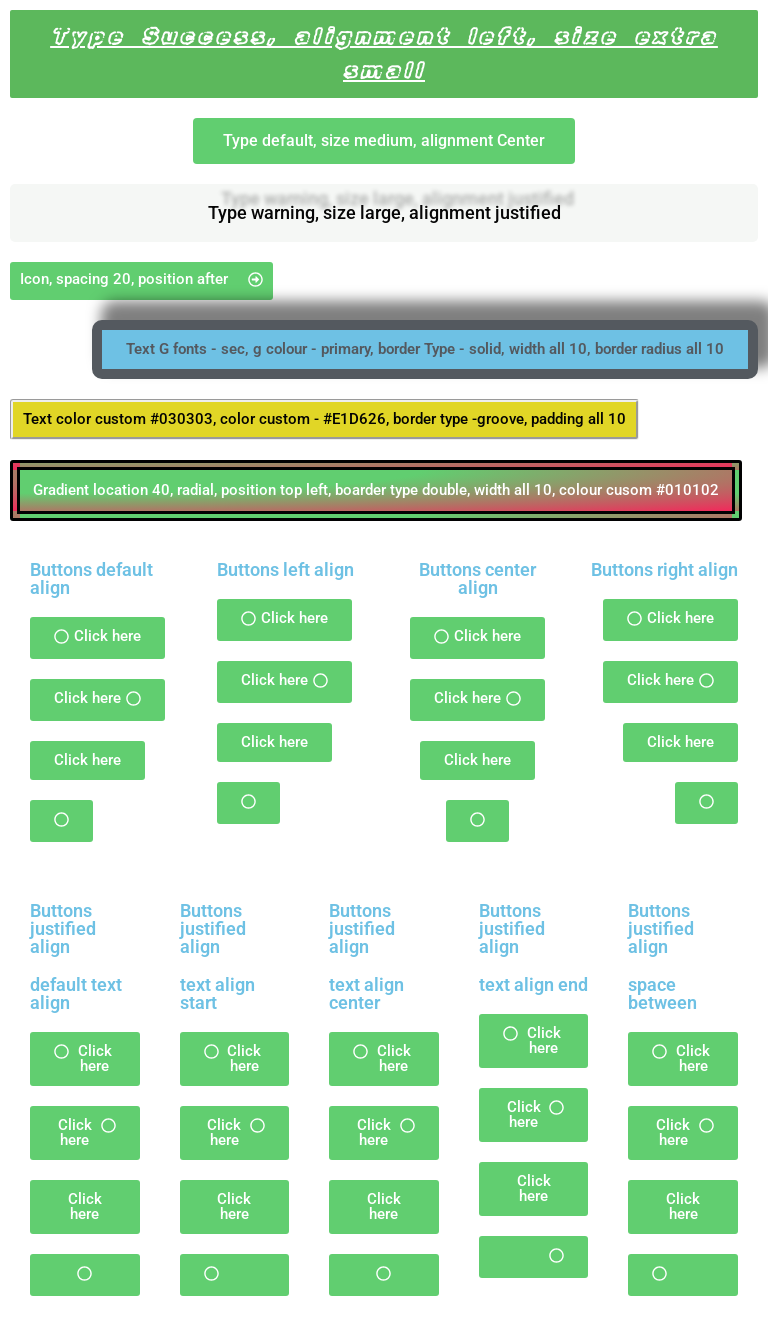 Type Success, alignment left, size extra
small
Type default, size medium, alignment Center
Type warning, size large, alignment justified
Icon, spacing 20, position after
Text G fonts - sec, g colour - primary, border Type - solid, width all 10, border radius all 10
Text color custom #030303, color custom - #E1D626, border type -groove, padding all 10
Gradient location 40, radial, position top left, boarder type double, width all 10, colour cusom #010102
Buttons default
align
Click here
Click here
Click here
Buttons left align
Click here
Click here
Click here
Buttons center
align
Click here
Click here
Click here
Buttons right align
Click here
Click here
Click here
Buttons
justified
align
default text
align
Click
here
Click
here
Click
here
Buttons
justified
align
text align
start
Click
here
Click
here
Click
here
Buttons
justified
align
text align
center
Click
here
Click
here
Click
here
Buttons
justified
align
text align end
Click
here
Click
here
Click
here
Buttons
justified
align
space
between
Click
here
Click
here
Click
here